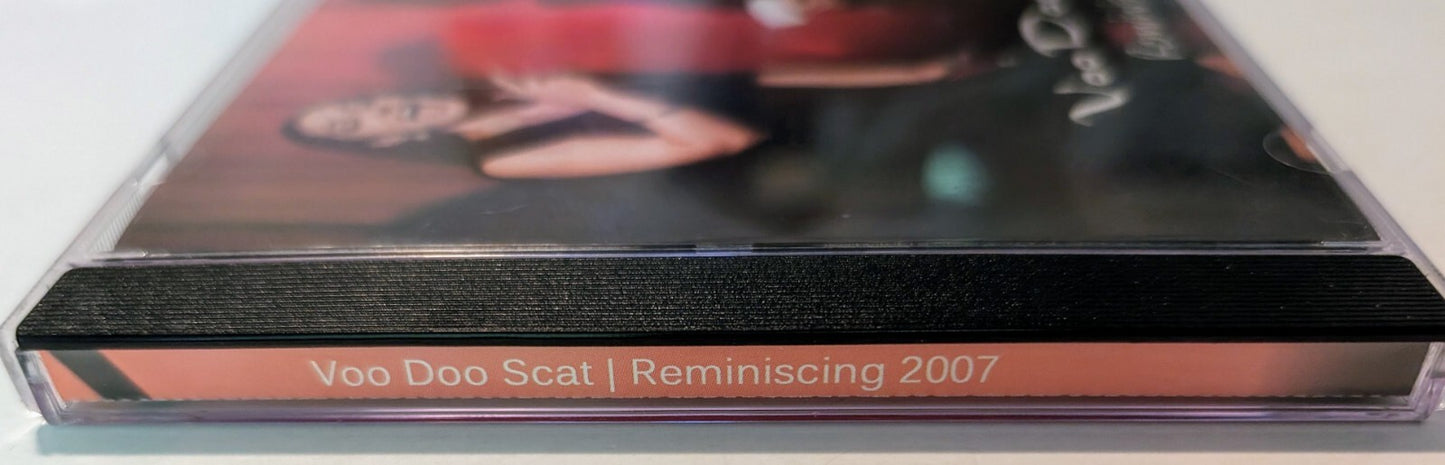 Voo Doo Scat | Reminiscing 2007